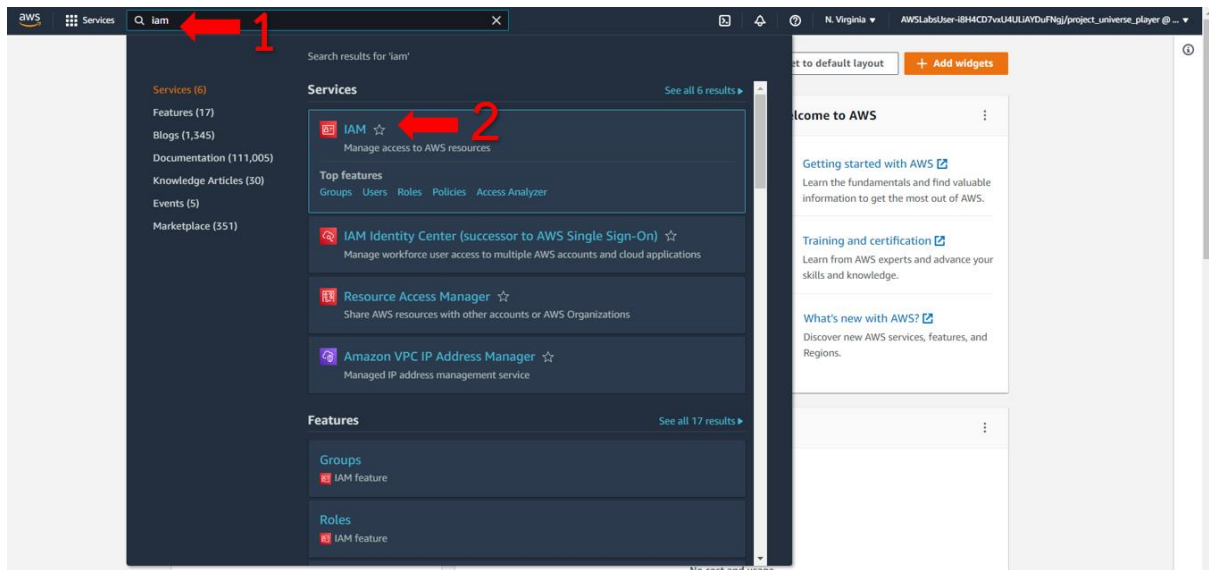 aws
Services
iam
1
N. Virginia ▼
AWSLabsUser-i8H4CD7vxU4ULiAYDuFNgj/project_universe_player @ ... ▼
Search results for 'iam'
Services (6)
Features (17)
Blogs (1,345)
Documentation (111,005)
Knowledge Articles (30)
Events (5)
Marketplace (351)
Services
See all 6 results ▶
IAM
2
Manage access to AWS resources
Top features
Groups Users Roles Policies Access Analyzer
IAM Identity Center (successor to AWS Single Sign-On)
Manage workforce user access to multiple AWS accounts and cloud applications
Resource Access Manager
Share AWS resources with other accounts or AWS Organizations
Amazon VPC IP Address Manager
Managed IP address management service
Features
See all 17 results ▶
Groups
IAM feature
Roles
IAM feature
et to default layout
+ Add widgets
lcome to AWS
Getting started with AWS
Learn the fundamentals and find valuable
information to get the most out of AWS.
Training and certification
Learn from AWS experts and advance your
skills and knowledge.
What's new with AWS?
Discover new AWS services, features, and
Regions.
No cost and usage